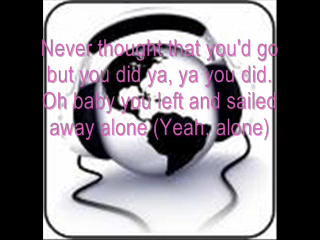 Never thought that you'd go
but you did ya, ya you did.
Oh baby you left and sailed
away alone (Yeah, alone)